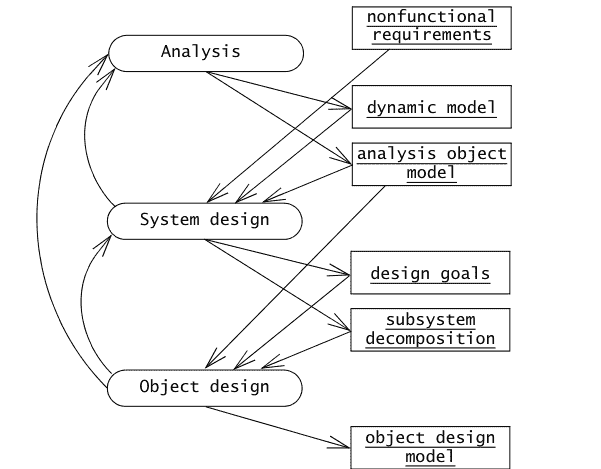 nonfunctional
requirements
Analysis
dynamic model
analysis object
model
System design
design goals
subsystem
decomposition
Object design
object design
model